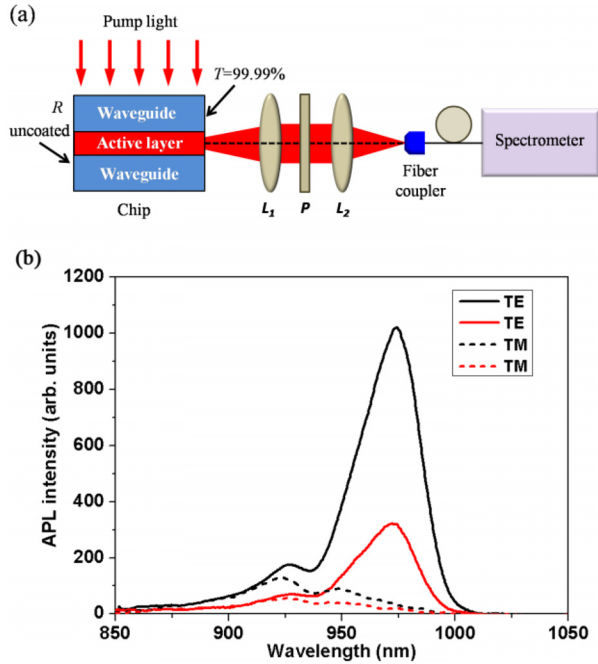 (a)
Pump light
T=99.99%
R
uncoated
Waveguide
Active layer
Waveguide
Chip
L1
P
L2
Fiber
coupler
Spectrometer
(b)
APL intensity (arb. units)
1200
1000
800
600
400
200
0
TE
TE
TM
TM
850
900
950
1000
1050
Wavelength (nm)